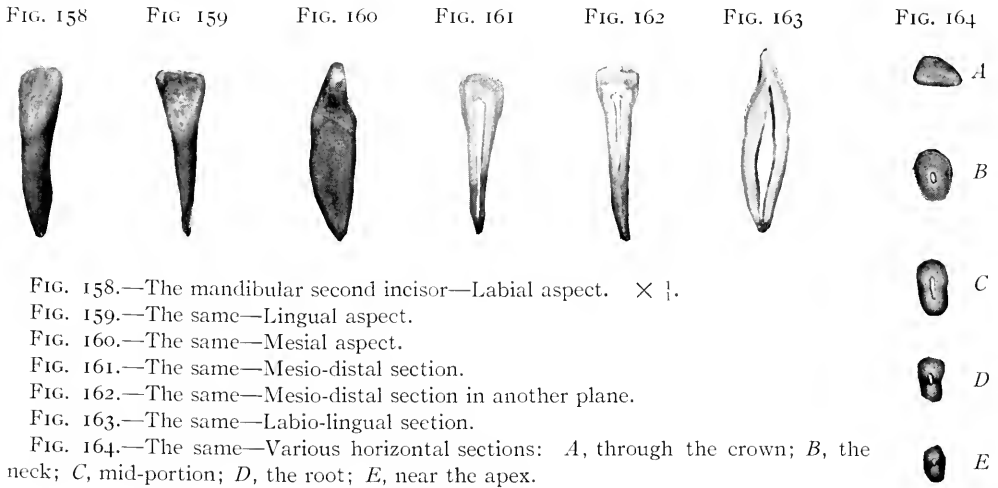 FIG. 158 FIG 159 FIG. 160 FIG. 161 FIG. 162 FIG. 163 FIG. 164
A
B
C
D
E
FIG. 158.—The mandibular second incisor—Labial aspect. ×
FIG. 159.—The same—Lingual aspect.
FIG. 160.—The same—Mesial aspect.
FIG. 161.—The same—Mesio-distal section.
FIG. 162.—The same—Mesio-distal section in another plane.
FIG. 163.—The same—Labio-lingual section.
FIG. 164.—The same—Various horizontal sections: A, through the crown; B, the
neck; C, mid-portion; D, the root; E, near the apex.